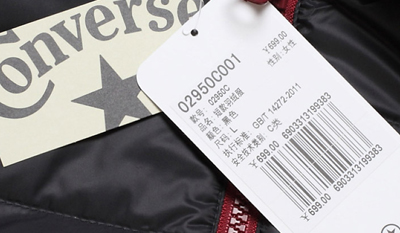 Converse
02950C001
款号: 02950C
品名: 短款羽绒服
颜色: 黑色
尺码: L
执行标准: GB/T 14272-2011
安全技术类别: C类
¥699.00
性别: 女性
¥699.00 6903313199383
6903313199383
¥699.00